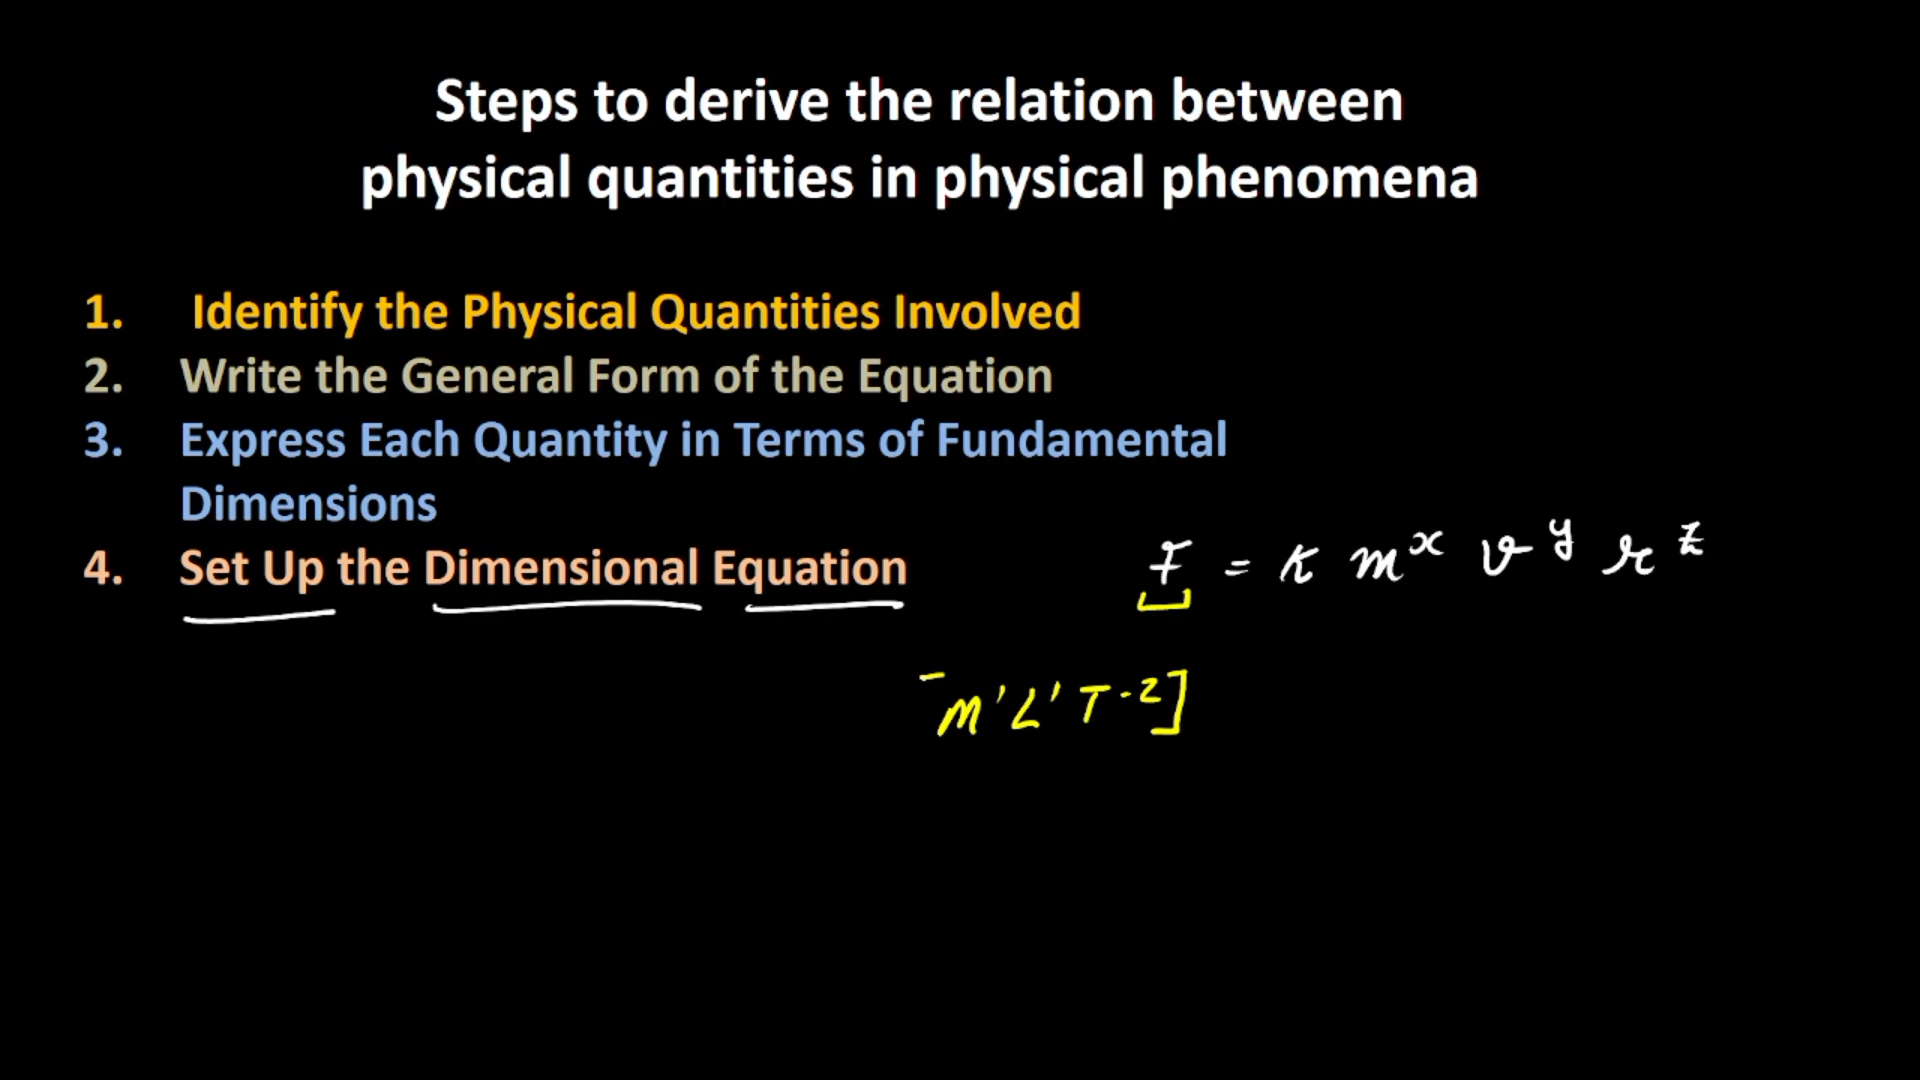 Steps to derive the relation between
physical quantities in physical phenomena
1. Identify the Physical Quantities Involved
2. Write the General Form of the Equation
3. Express Each Quantity in Terms of Fundamental
Dimensions
4. Set Up the Dimensional Equation
F = K m^x v^y r^z
M'L'T-2]